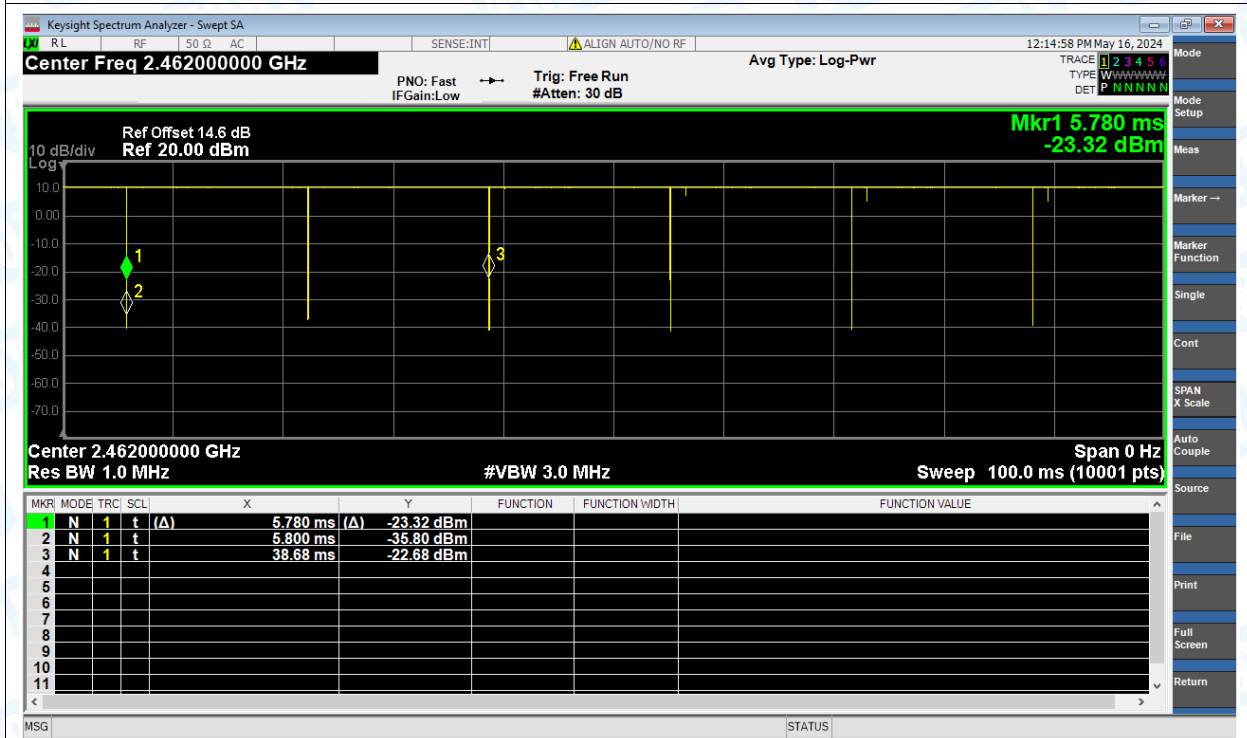 Keysight Spectrum Analyzer - Swept SA
LXI RL RF 50 Ω AC SENSE:INT ALIGN AUTO/NO RF 12:14:58 PM May 16, 2024
Center Freq 2.462000000 GHz Avg Type: Log-Pwr TRACE 1 2 3 4 5 6
PNO: Fast Trig: Free Run TYPE WWWWWW
IFGain:Low #Atten: 30 dB DET P N N N N N
Mkr1 5.780 ms
Ref Offset 14.6 dB
10 dB/div Ref 20.00 dBm -23.32 dBm
Log
10.0
0.00
-10.0
1 3
-20.0
2
-30.0
-40.0
-50.0
-60.0
-70.0
Center 2.462000000 GHz Span 0 Hz
Res BW 1.0 MHz #VBW 3.0 MHz Sweep 100.0 ms (10001 pts)
MKR MODE TRC SCL X Y FUNCTION FUNCTION WIDTH FUNCTION VALUE
1 N 1 t (Δ) 5.780 ms (Δ) -23.32 dBm
2 N 1 t 5.800 ms -35.80 dBm
3 N 1 t 38.68 ms -22.68 dBm
4
5
6
7
8
9
10
11
MSG STATUS
Mode
Mode
Setup
Meas
Marker →
Marker
Function
Single
Cont
SPAN
X Scale
Auto
Couple
Source
File
Print
Full
Screen
Return